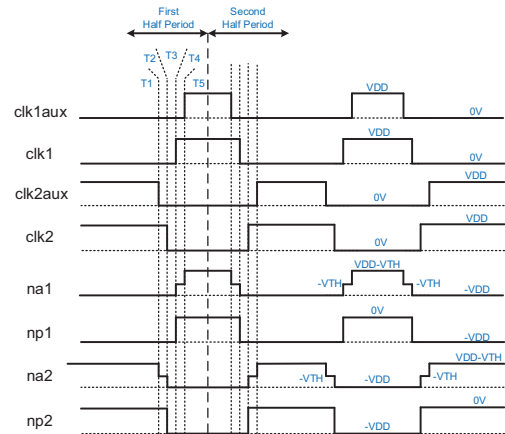 First Half Period
Second Half Period
T2 T3 T4
T1 T5
clk1aux VDD 0V
clk1 VDD 0V
clk2aux 0V VDD
clk2 0V VDD
na1 -VTH VDD-VTH -VTH -VDD
np1 0V -VDD
na2 -VTH -VDD -VTH VDD-VTH
np2 -VDD 0V